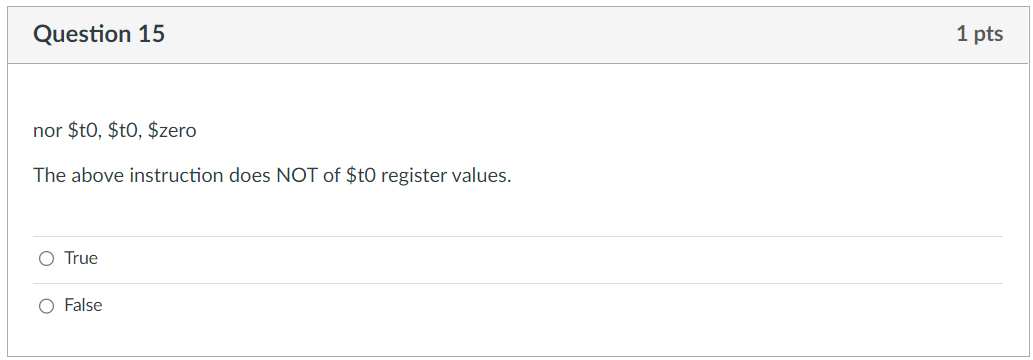 Question 15
1 pts
nor $t0, $t0, $zero
The above instruction does NOT of $t0 register values.
True
False